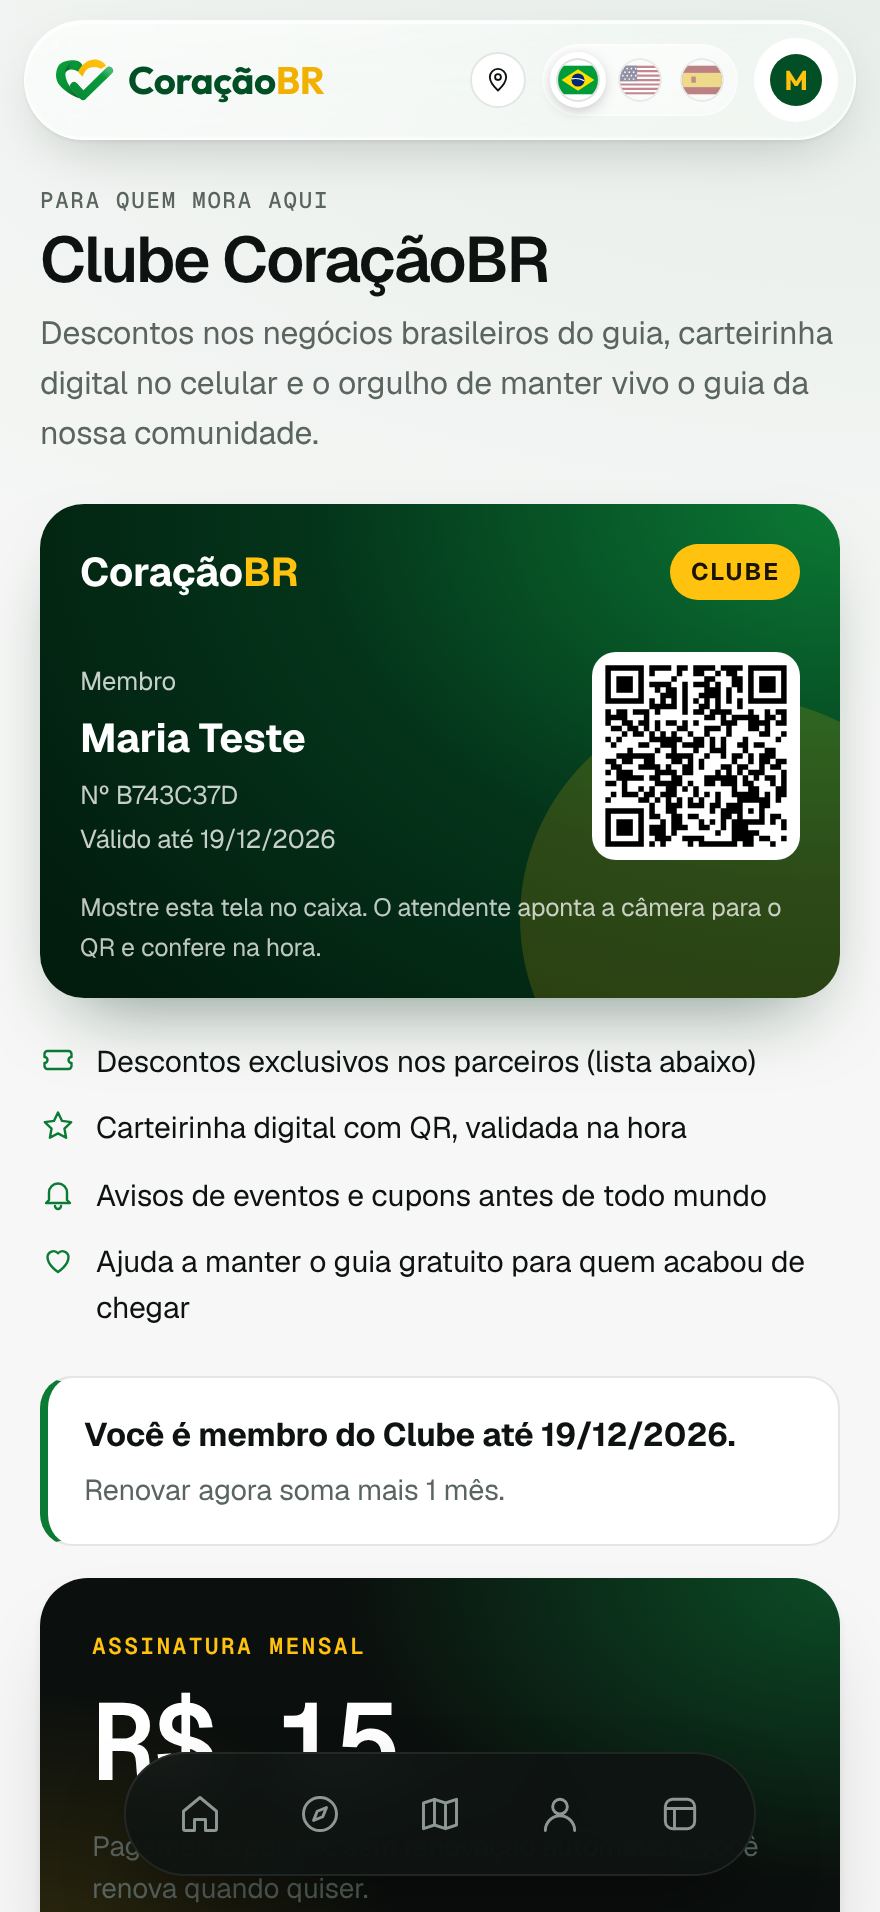 CoraçãoBR
M
PARA QUEM MORA AQUI
Clube CoraçãoBR
Descontos nos negócios brasileiros do guia, carteirinha
digital no celular e o orgulho de manter vivo o guia da
nossa comunidade.
CoraçãoBR
CLUBE
Membro
Maria Teste
Nº B743C37D
Válido até 19/12/2026
Mostre esta tela no caixa. O atendente aponta a câmera para o
QR e confere na hora.
Descontos exclusivos nos parceiros (lista abaixo)
Carteirinha digital com QR, validada na hora
Avisos de eventos e cupons antes de todo mundo
Ajuda a manter o guia gratuito para quem acabou de
chegar
Você é membro do Clube até 19/12/2026.
Renovar agora soma mais 1 mês.
ASSINATURA MENSAL
R$ 15
renova quando quiser.